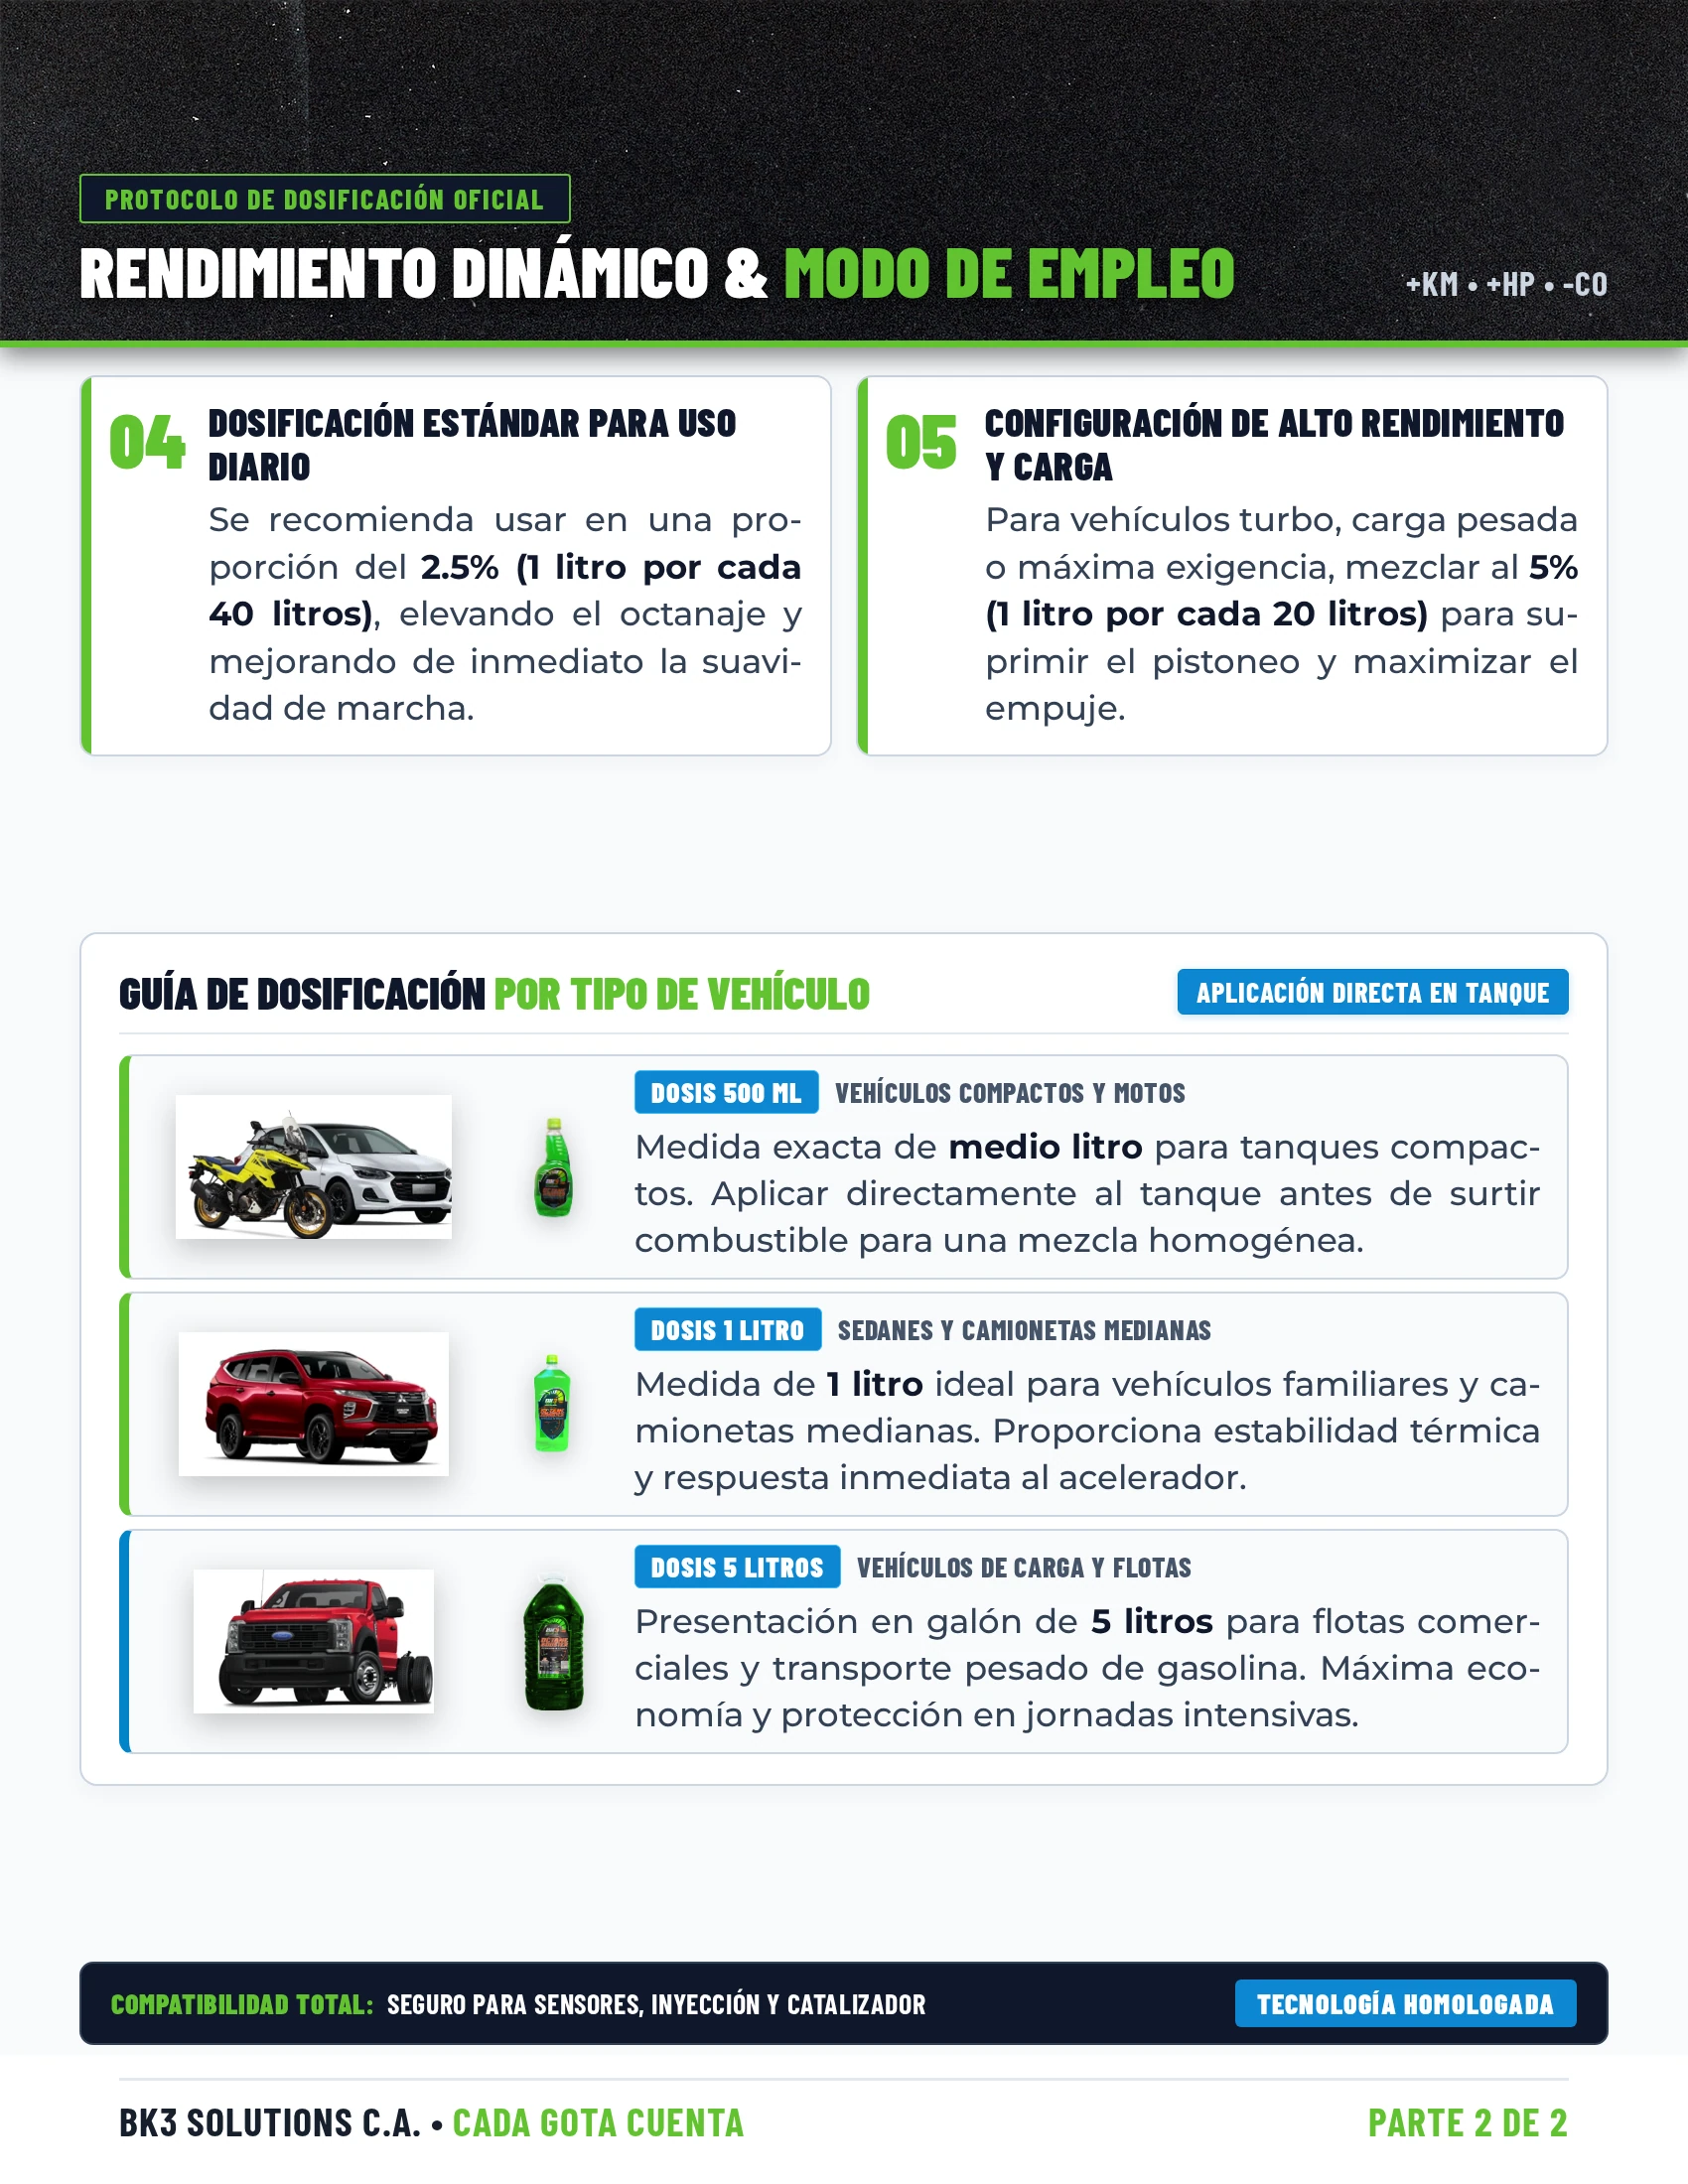 PROTOCOLO DE DOSIFICACIÓN OFICIAL
RENDIMIENTO DINÁMICO & MODO DE EMPLEO
+KM • +HP • -CO
04
DOSIFICACIÓN ESTÁNDAR PARA USO
DIARIO
Se recomienda usar en una pro-
porción del 2.5% (1 litro por cada
40 litros), elevando el octanaje y
mejorando de inmediato la suavi-
dad de marcha.
05
CONFIGURACIÓN DE ALTO RENDIMIENTO
Y CARGA
Para vehículos turbo, carga pesada
o máxima exigencia, mezclar al 5%
(1 litro por cada 20 litros) para su-
primir el pistoneo y maximizar el
empuje.
GUÍA DE DOSIFICACIÓN POR TIPO DE VEHÍCULO
APLICACIÓN DIRECTA EN TANQUE
DOSIS 500 ML VEHÍCULOS COMPACTOS Y MOTOS
Medida exacta de medio litro para tanques compac-
tos. Aplicar directamente al tanque antes de surtir
combustible para una mezcla homogénea.
DOSIS 1 LITRO SEDANES Y CAMIONETAS MEDIANAS
Medida de 1 litro ideal para vehículos familiares y ca-
mionetas medianas. Proporciona estabilidad térmica
y respuesta inmediata al acelerador.
DOSIS 5 LITROS VEHÍCULOS DE CARGA Y FLOTAS
Presentación en galón de 5 litros para flotas comer-
ciales y transporte pesado de gasolina. Máxima eco-
nomía y protección en jornadas intensivas.
COMPATIBILIDAD TOTAL: SEGURO PARA SENSORES, INYECCIÓN Y CATALIZADOR
TECNOLOGÍA HOMOLOGADA
BK3 SOLUTIONS C.A. • CADA GOTA CUENTA
PARTE 2 DE 2